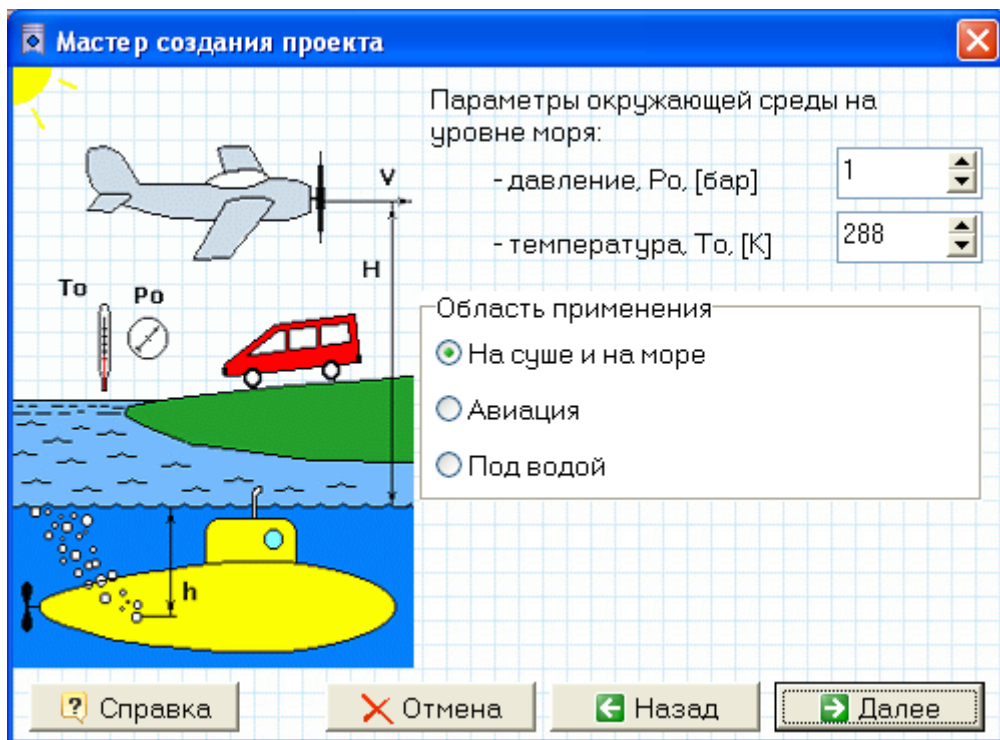 Мастер создания проекта
Параметры окружающей среды на
уровне моря:
- давление, Po, [бар]
1
- температура, To, [K]
288
V
H
To
Po
h
Область применения
На суше и на море
Авиация
Под водой
Справка
Отмена
Назад
Далее